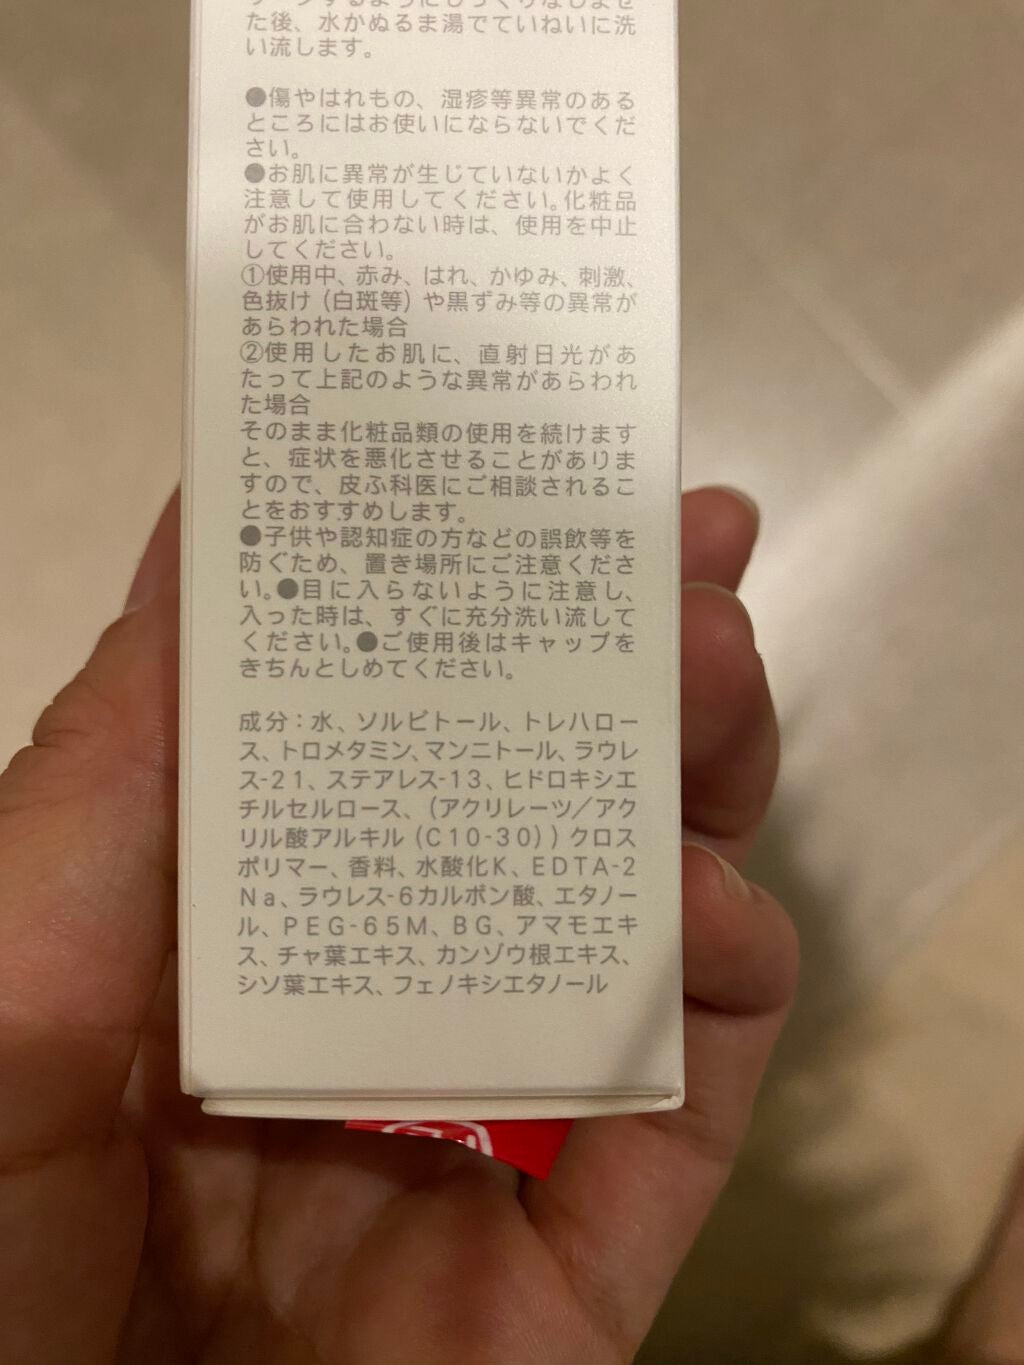 た後、水かぬるま湯でていねいに洗
い流します。
●傷やはれもの、湿疹等異常のある
ところにはお使いにならないでくだ
さい。
●お肌に異常が生じていないかよく
注意して使用してください。化粧品
がお肌に合わない時は、使用を中止
してください。
①使用中、赤み、はれ、かゆみ、刺激、
色抜け（白斑等）や黒ずみ等の異常が
あらわれた場合
②使用したお肌に、直射日光があ
たって上記のような異常があらわれ
た場合
そのまま化粧品類の使用を続けます
と、症状を悪化させることがありま
すので、皮ふ科医にご相談されるこ
とをおすすめします。
●子供や認知症の方などの誤飲等を
防ぐため、置き場所にご注意くださ
い。●目に入らないように注意し、
入った時は、すぐに充分洗い流して
ください。●ご使用後はキャップを
きちんとしめてください。
成分：水、ソルビトール、トレハロー
ス、トロメタミン、マンニトール、ラウレ
ス-21、ステアレス-13、ヒドロキシエ
チルセルロース、（アクリレーツ／アク
リル酸アルキル（C10-30））クロス
ポリマー、香料、水酸化K、EDTA-2
Na、ラウレス-6カルボン酸、エタノー
ル、PEG-65M、BG、アマモエキ
ス、チャ葉エキス、カンゾウ根エキス、
シソ葉エキス、フェノキシエタノール